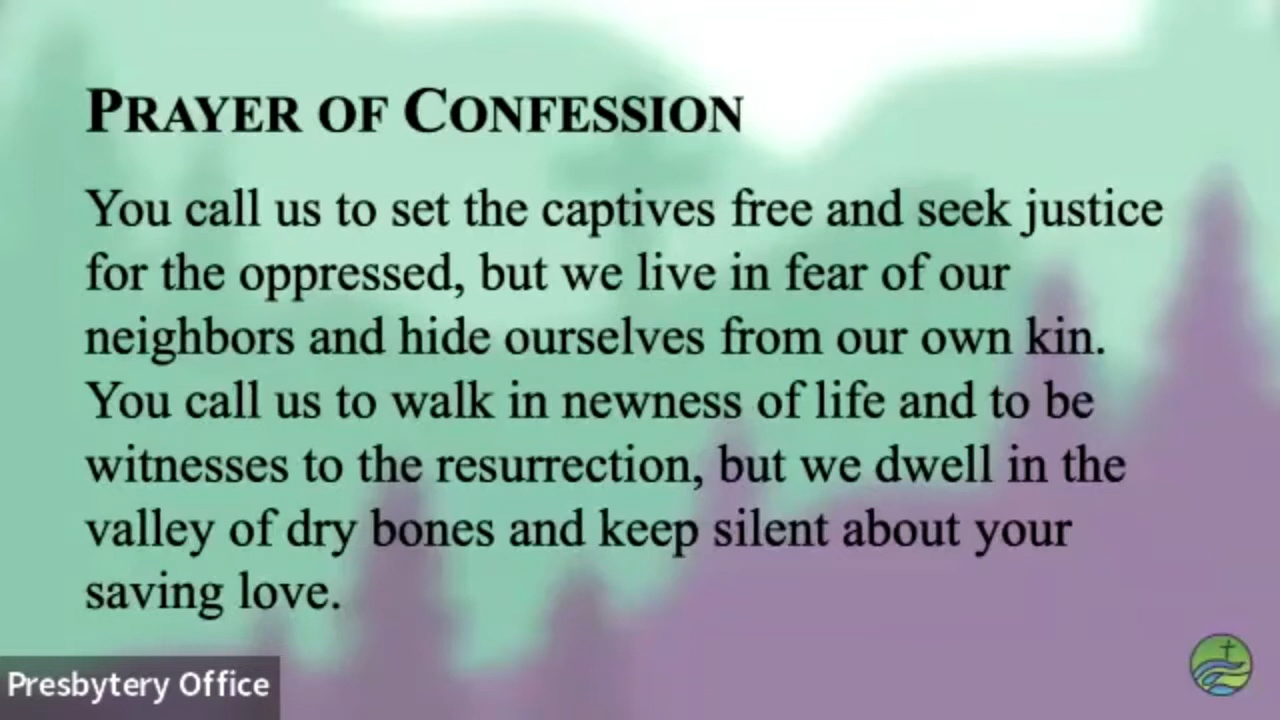 PRAYER OF CONFESSION
You call us to set the captives free and seek justice
for the oppressed, but we live in fear of our
neighbors and hide ourselves from our own kin.
You call us to walk in newness of life and to be
witnesses to the resurrection, but we dwell in the
valley of dry bones and keep silent about your
saving love.
Presbytery Office